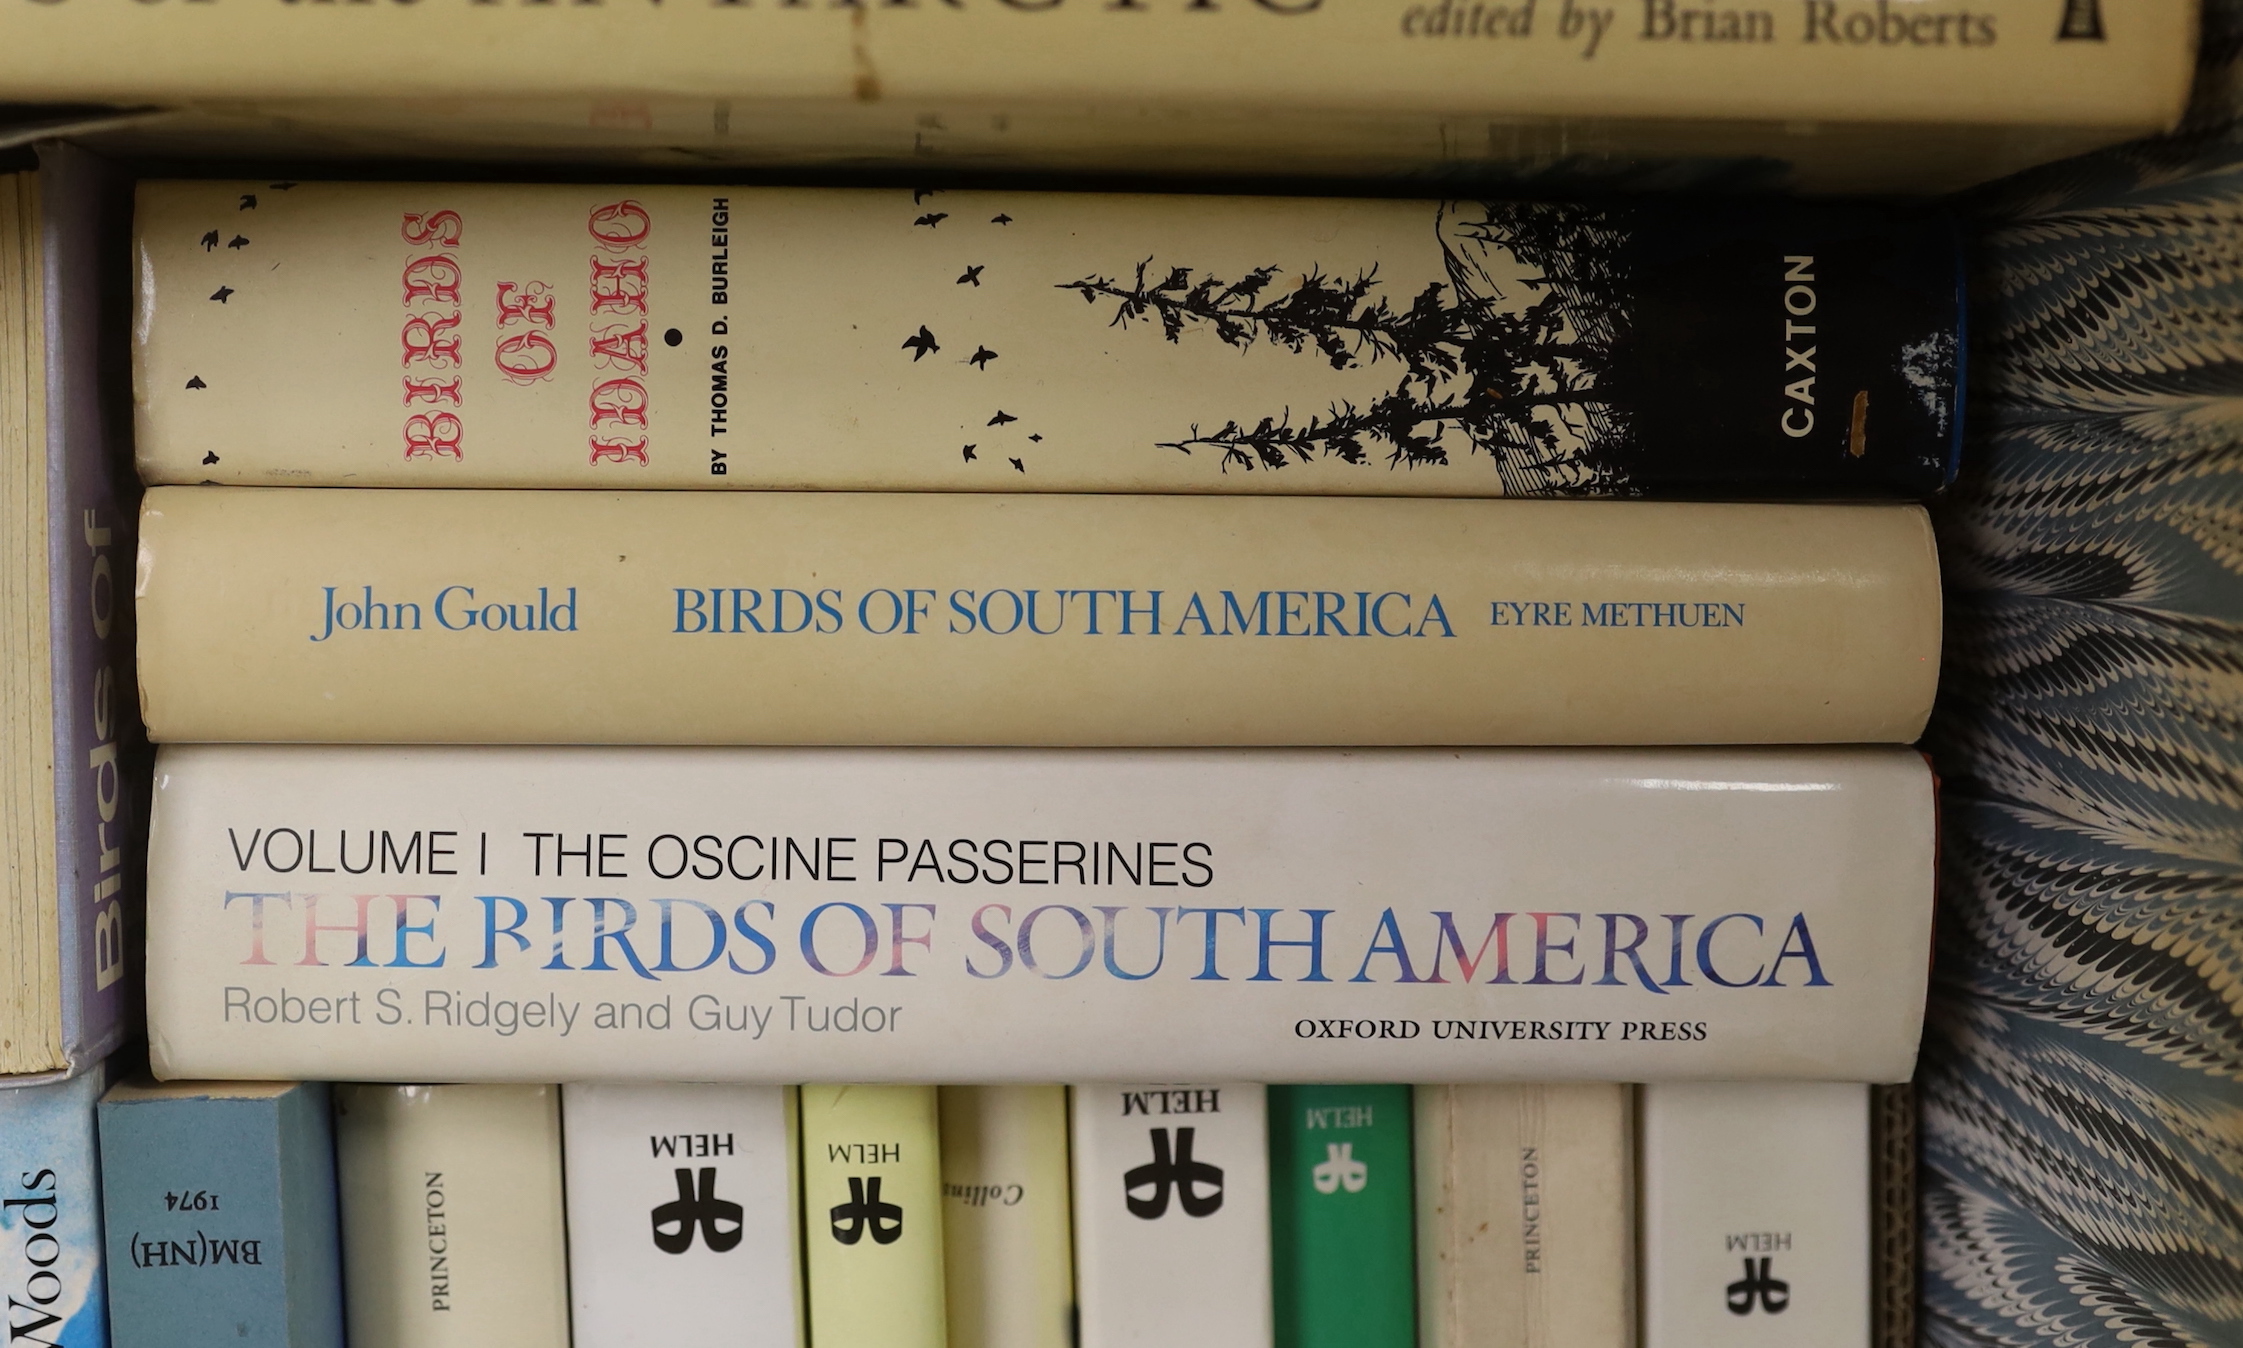 ANTARCTIC
edited by Brian Roberts
BIRDS
OF
IDAHO
BY THOMAS D. BURLEIGH
CAXTON
John Gould BIRDS OF SOUTH AMERICA EYRE METHUEN
VOLUME I THE OSCINE PASSERINES
THE BIRDS OF SOUTH AMERICA
Robert S. Ridgely and Guy Tudor
OXFORD UNIVERSITY PRESS
Birds of
Woods
1974
BM(NH)
PRINCETON
HELM
HELM
Collins
HELM
HELM
PRINCETON
HELM